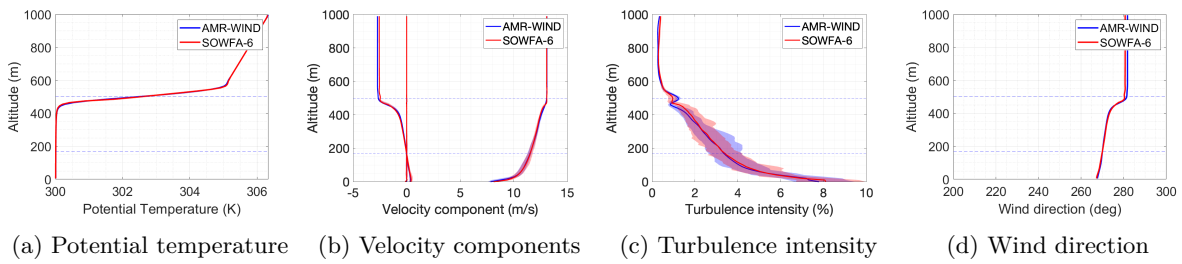 1000
800
600
400
200
0
Altitude (m)
300
302
304
306
Potential Temperature (K)
AMR-WIND
SOWFA-6
(a) Potential temperature
1000
800
600
400
200
0
Altitude (m)
-5
0
5
10
15
Velocity component (m/s)
AMR-WIND
SOWFA-6
(b) Velocity components
1000
800
600
400
200
0
Altitude (m)
0
2
4
6
8
10
Turbulence intensity (%)
AMR-WIND
SOWFA-6
(c) Turbulence intensity
1000
800
600
400
200
0
Altitude (m)
200
220
240
260
280
300
Wind direction (deg)
AMR-WIND
SOWFA-6
(d) Wind direction